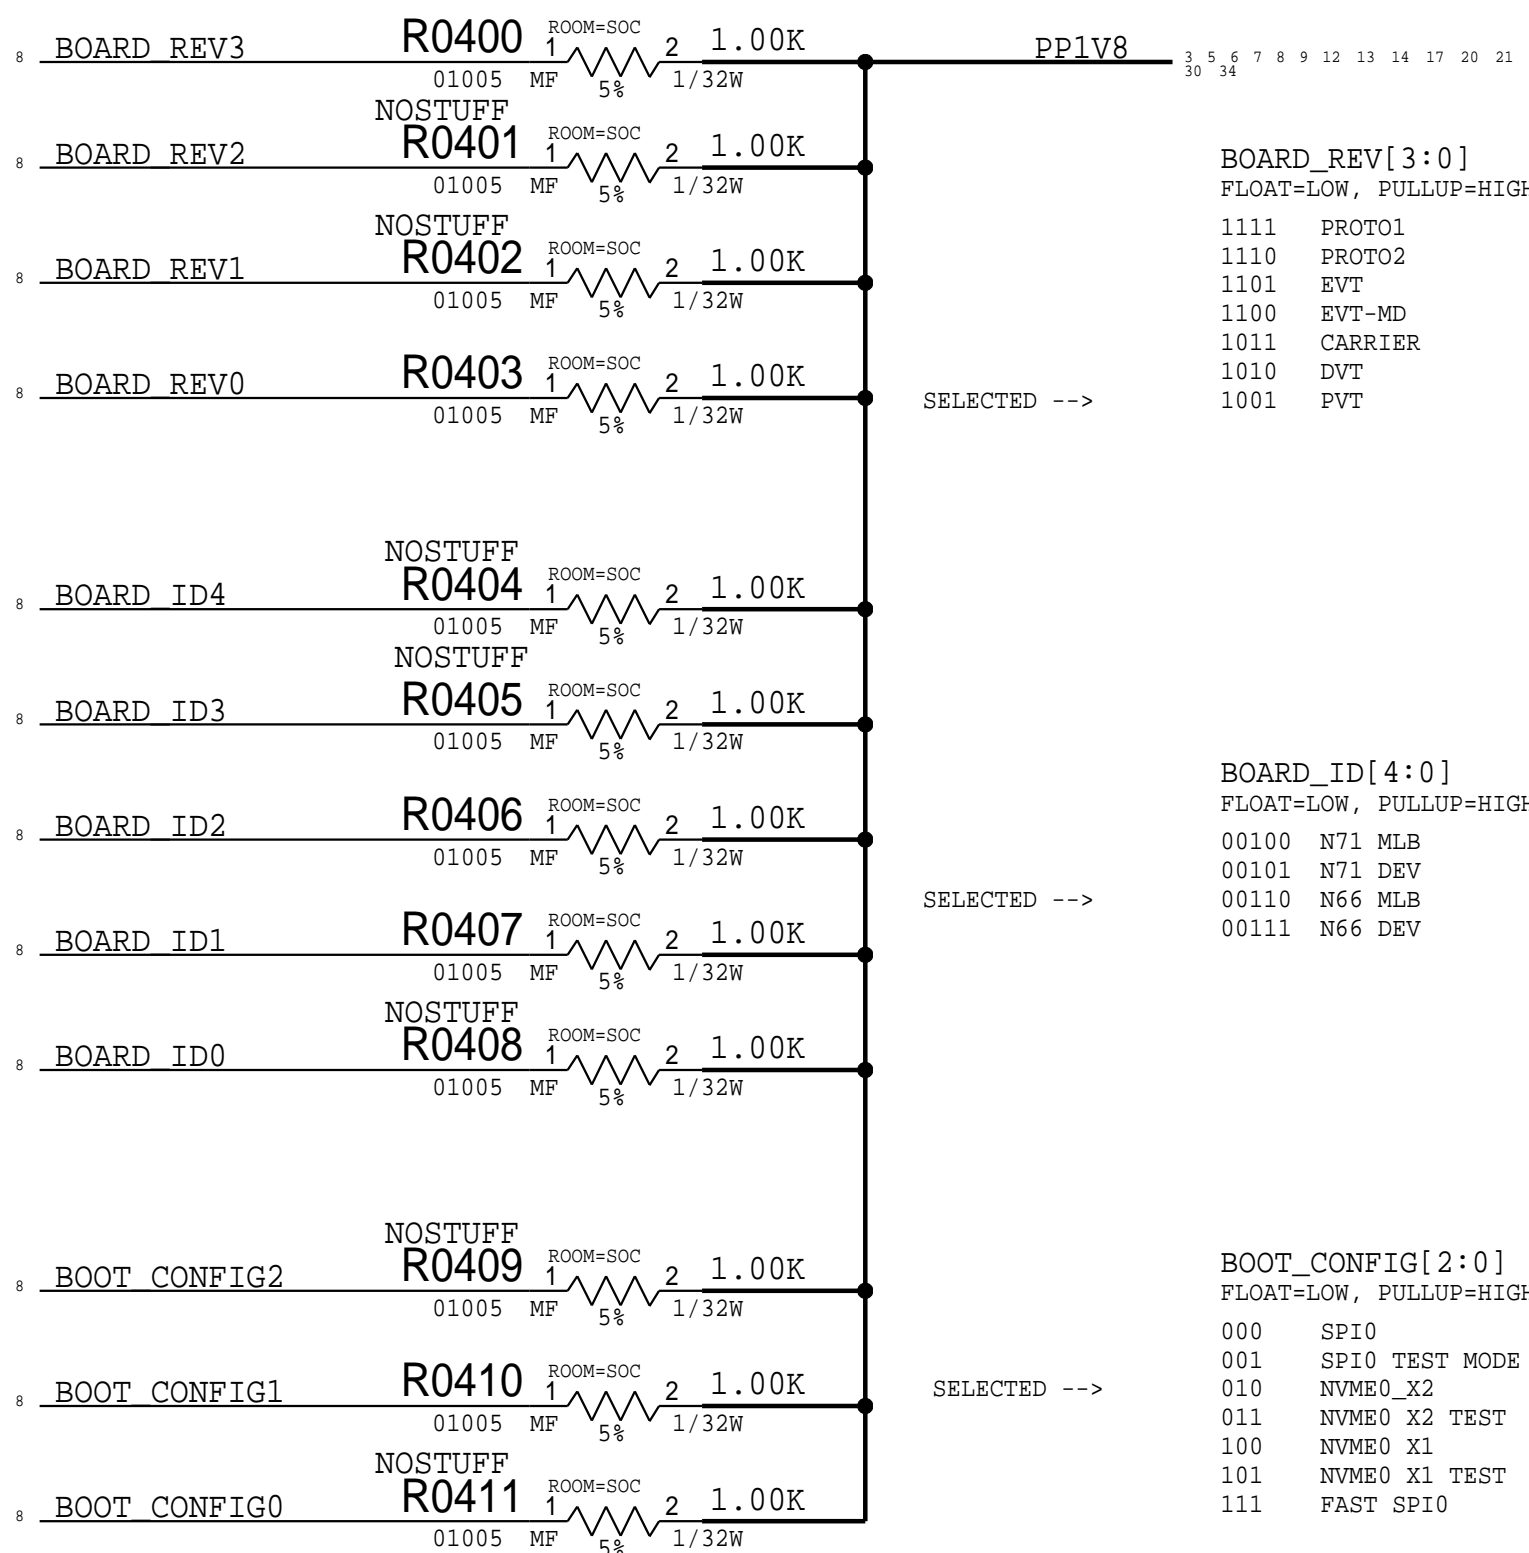 ROOM=SOC
8 BOARD_REV3 R0400 1 2 1.00K PP1V8 3 5 6 7 8 9 12 13 14 17 20 21
01005 MF 5% 1/32W 30 34
NOSTUFF
ROOM=SOC
8 BOARD_REV2 R0401 1 2 1.00K
01005 MF 5% 1/32W
NOSTUFF
ROOM=SOC
8 BOARD_REV1 R0402 1 2 1.00K
01005 MF 5% 1/32W
ROOM=SOC
8 BOARD_REV0 R0403 1 2 1.00K
01005 MF 5% 1/32W
BOARD_REV[3:0]
FLOAT=LOW, PULLUP=HIGH
1111 PROTO1
1110 PROTO2
1101 EVT
1100 EVT-MD
1011 CARRIER
1010 DVT
SELECTED --> 1001 PVT
NOSTUFF
ROOM=SOC
8 BOARD_ID4 R0404 1 2 1.00K
01005 MF 5% 1/32W
NOSTUFF
ROOM=SOC
8 BOARD_ID3 R0405 1 2 1.00K
01005 MF 5% 1/32W
ROOM=SOC
8 BOARD_ID2 R0406 1 2 1.00K
01005 MF 5% 1/32W
ROOM=SOC
8 BOARD_ID1 R0407 1 2 1.00K
01005 MF 5% 1/32W
NOSTUFF
ROOM=SOC
8 BOARD_ID0 R0408 1 2 1.00K
01005 MF 5% 1/32W
BOARD_ID[4:0]
FLOAT=LOW, PULLUP=HIGH
00100 N71 MLB
00101 N71 DEV
SELECTED --> 00110 N66 MLB
00111 N66 DEV
NOSTUFF
ROOM=SOC
8 BOOT_CONFIG2 R0409 1 2 1.00K
01005 MF 5% 1/32W
ROOM=SOC
8 BOOT_CONFIG1 R0410 1 2 1.00K
01005 MF 5% 1/32W
NOSTUFF
ROOM=SOC
8 BOOT_CONFIG0 R0411 1 2 1.00K
01005 MF 5% 1/32W
BOOT_CONFIG[2:0]
FLOAT=LOW, PULLUP=HIGH
000 SPI0
001 SPI0 TEST MODE
SELECTED --> 010 NVME0_X2
011 NVME0 X2 TEST
100 NVME0 X1
101 NVME0 X1 TEST
111 FAST SPI0